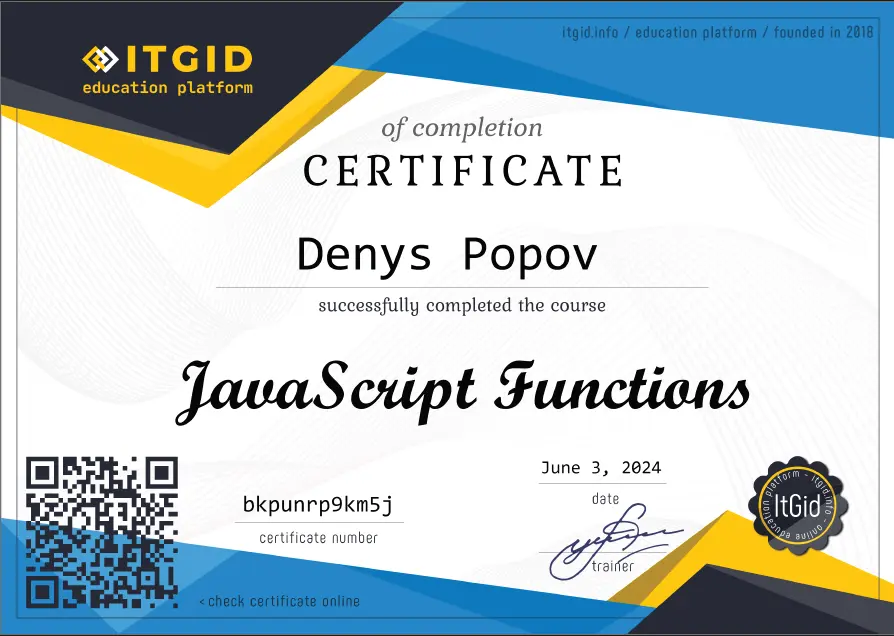 ITGID
education platform
itgid.info / education platform / founded in 2018
of completion
CERTIFICATE
Denys Popov
successfully completed the course
JavaScript Functions
June 3, 2024
date
bkpunrp9km5j
certificate number
trainer
education platform - itgid.info - online
ItGid
< check certificate online